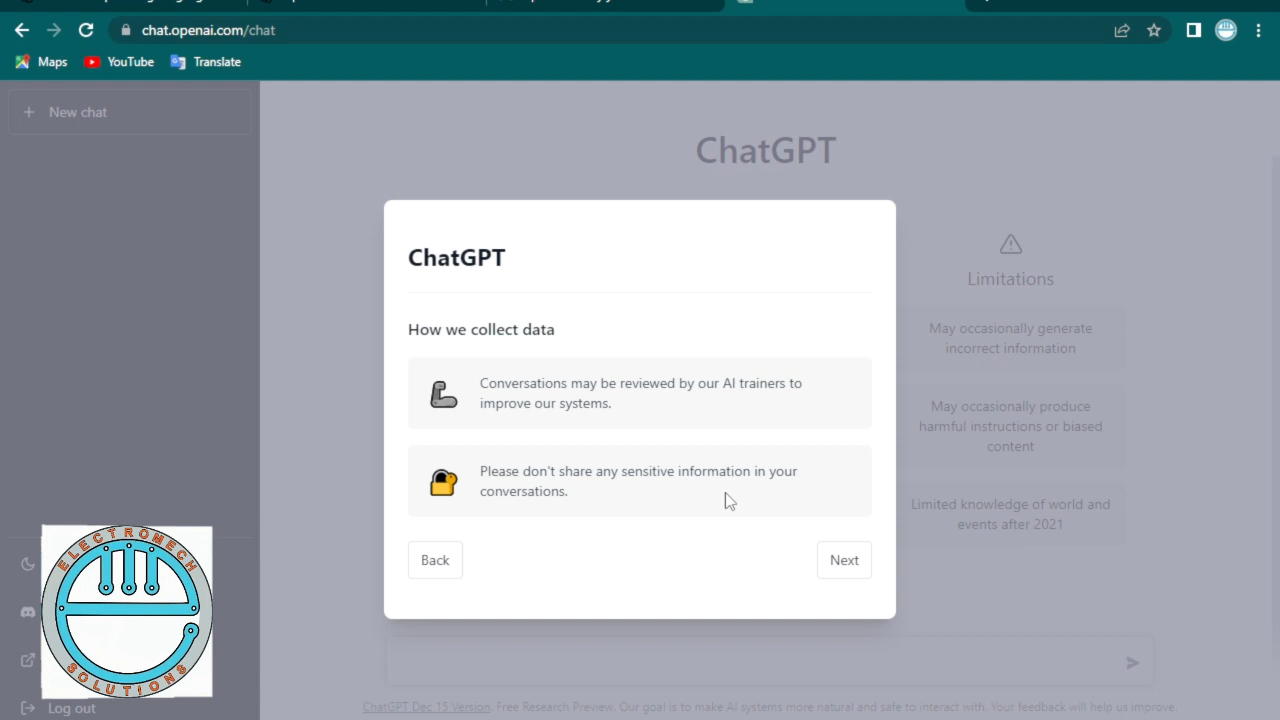 chat.openai.com/chat
Maps YouTube Translate
New chat
ChatGPT
ChatGPT
How we collect data
Conversations may be reviewed by our AI trainers to
improve our systems.
Please don't share any sensitive information in your
conversations.
Back Next
Limitations
May occasionally generate
incorrect information
May occasionally produce
harmful instructions or biased
content
Limited knowledge of world and
events after 2021
ELECTROMECH
SOLUTIONS
Log out
ChatGPT Dec 15 Version. Free Research Preview. Our goal is to make AI systems more natural and safe to interact with. Your feedback will help us improve.